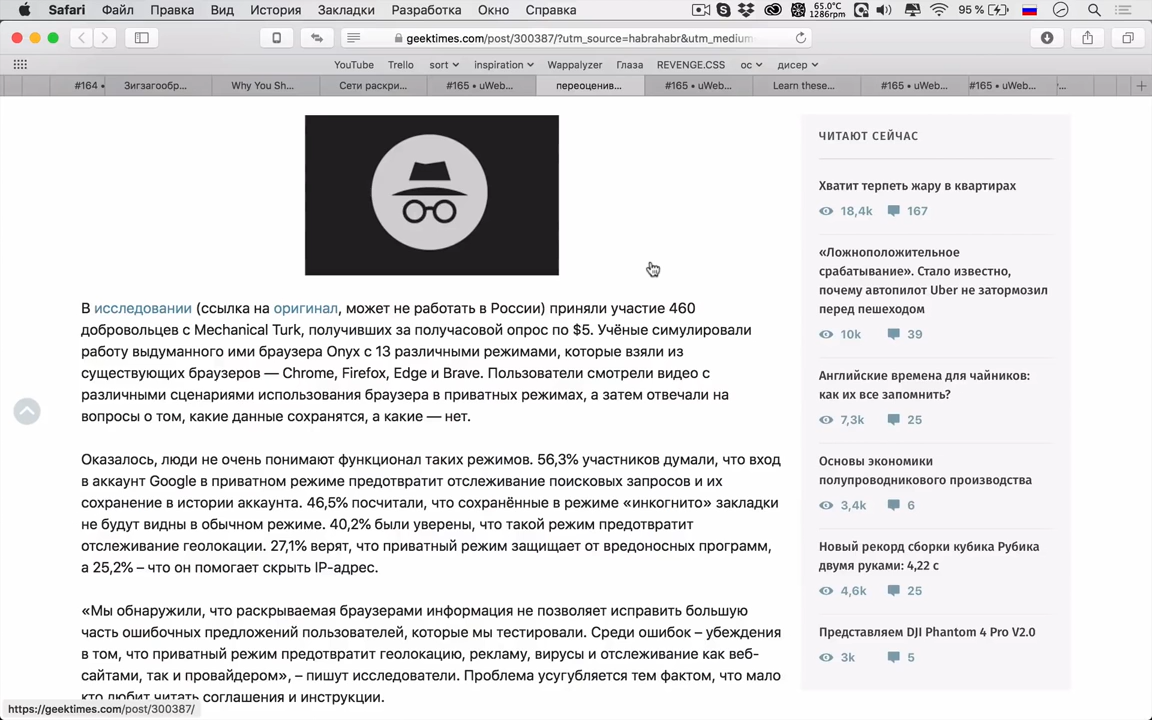 Safari Файл Правка Вид История Закладки Разработка Окно Справка 65.0°C 1286rpm 95 %
geektimes.com/post/300387/?utm_source=habrahabr&utm_medium
YouTube Trello sort inspiration Wappalyzer Глаза REVENGE.CSS ос дисер
#164 • Зигзагообр... Why You Sh... Сети раскри... #165 • uWeb... переоценив... #165 • uWeb... Learn these... #165 • uWeb... #165 • uWeb...
В исследовании (ссылка на оригинал, может не работать в России) приняли участие 460
добровольцев с Mechanical Turk, получивших за получасовой опрос по $5. Учёные симулировали
работу выдуманного ими браузера Onyx с 13 различными режимами, которые взяли из
существующих браузеров — Chrome, Firefox, Edge и Brave. Пользователи смотрели видео с
различными сценариями использования браузера в приватных режимах, а затем отвечали на
вопросы о том, какие данные сохранятся, а какие — нет.
Оказалось, люди не очень понимают функционал таких режимов. 56,3% участников думали, что вход
в аккаунт Google в приватном режиме предотвратит отслеживание поисковых запросов и их
сохранение в истории аккаунта. 46,5% посчитали, что сохранённые в режиме «инкогнито» закладки
не будут видны в обычном режиме. 40,2% были уверены, что такой режим предотвратит
отслеживание геолокации. 27,1% верят, что приватный режим защищает от вредоносных программ,
а 25,2% – что он помогает скрыть IP-адрес.
«Мы обнаружили, что раскрываемая браузерами информация не позволяет исправить большую
часть ошибочных предложений пользователей, которые мы тестировали. Среди ошибок – убеждения
в том, что приватный режим предотвратит геолокацию, рекламу, вирусы и отслеживание как веб-
сайтами, так и провайдером», – пишут исследователи. Проблема усугубляется тем фактом, что мало
кто любит читать соглашения и инструкции.
ЧИТАЮТ СЕЙЧАС
Хватит терпеть жару в квартирах
18,4k 167
«Ложноположительное
срабатывание». Стало известно,
почему автопилот Uber не затормозил
перед пешеходом
10k 39
Английские времена для чайников:
как их все запомнить?
7,3k 25
Основы экономики
полупроводникового производства
3,4k 6
Новый рекорд сборки кубика Рубика
двумя руками: 4,22 с
4,6k 25
Представляем DJI Phantom 4 Pro V2.0
3k 5
https://geektimes.com/post/300387/